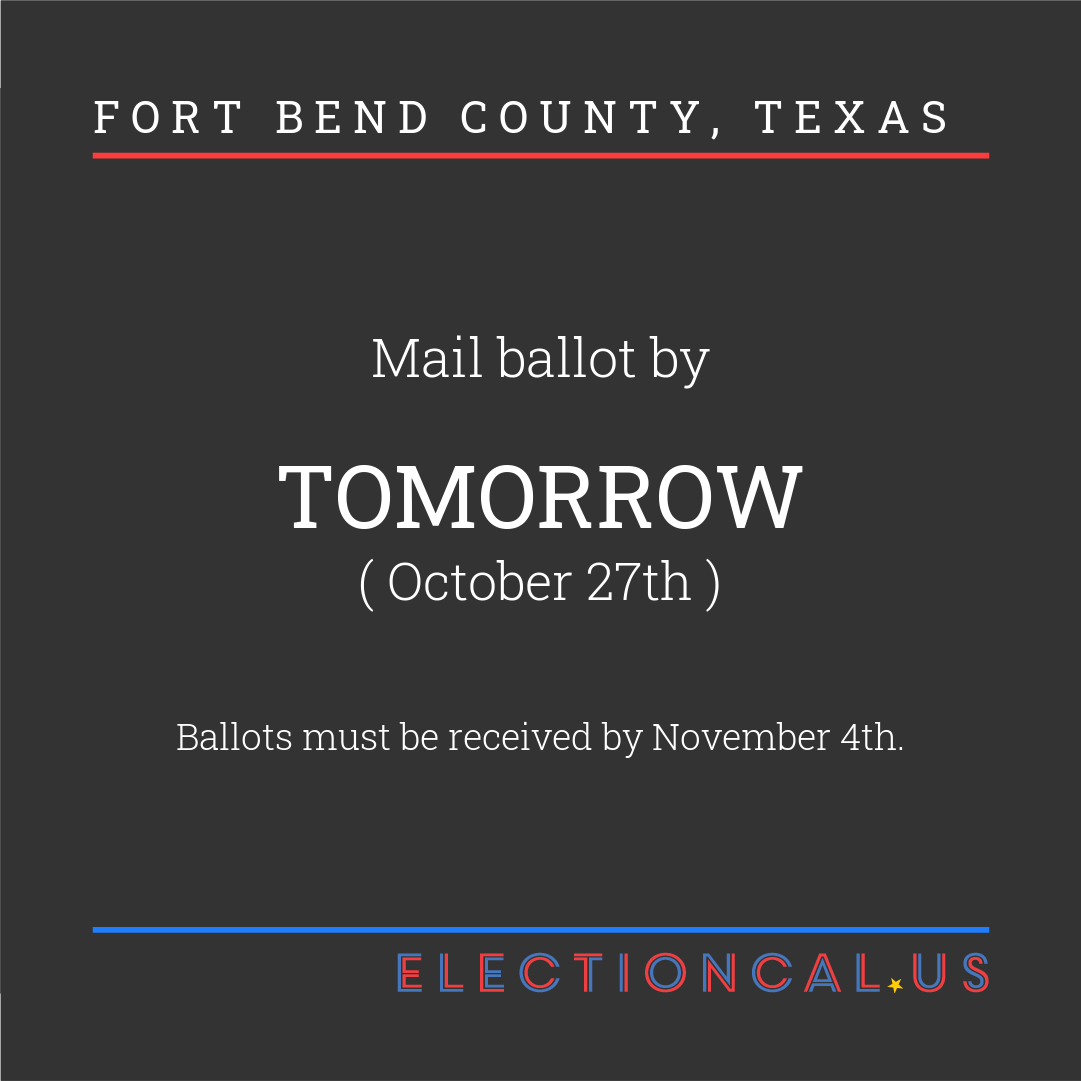 FORT BEND COUNTY, TEXAS
Mail ballot by
TOMORROW
( October 27th )
Ballots must be received by November 4th.
ELECTIONCAL.US